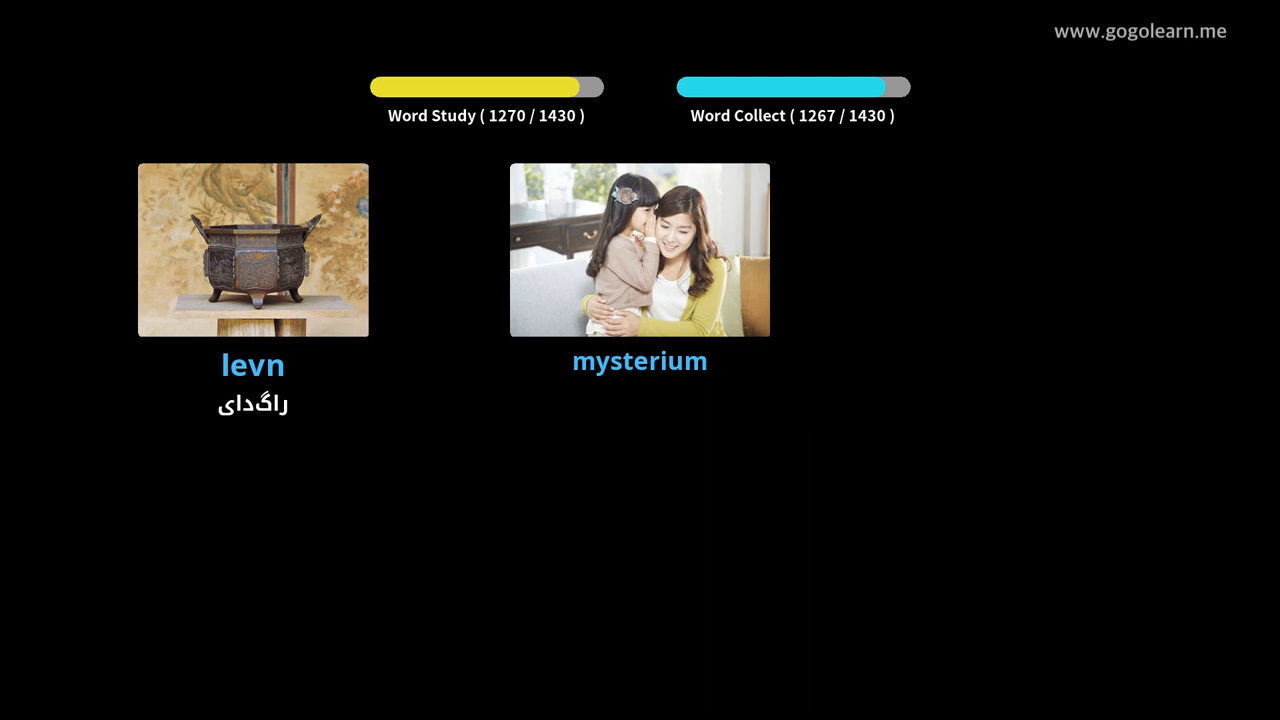 www.gogolearn.me
Word Study ( 1270 / 1430 )
Word Collect ( 1267 / 1430 )
levn
راگدای
mysterium